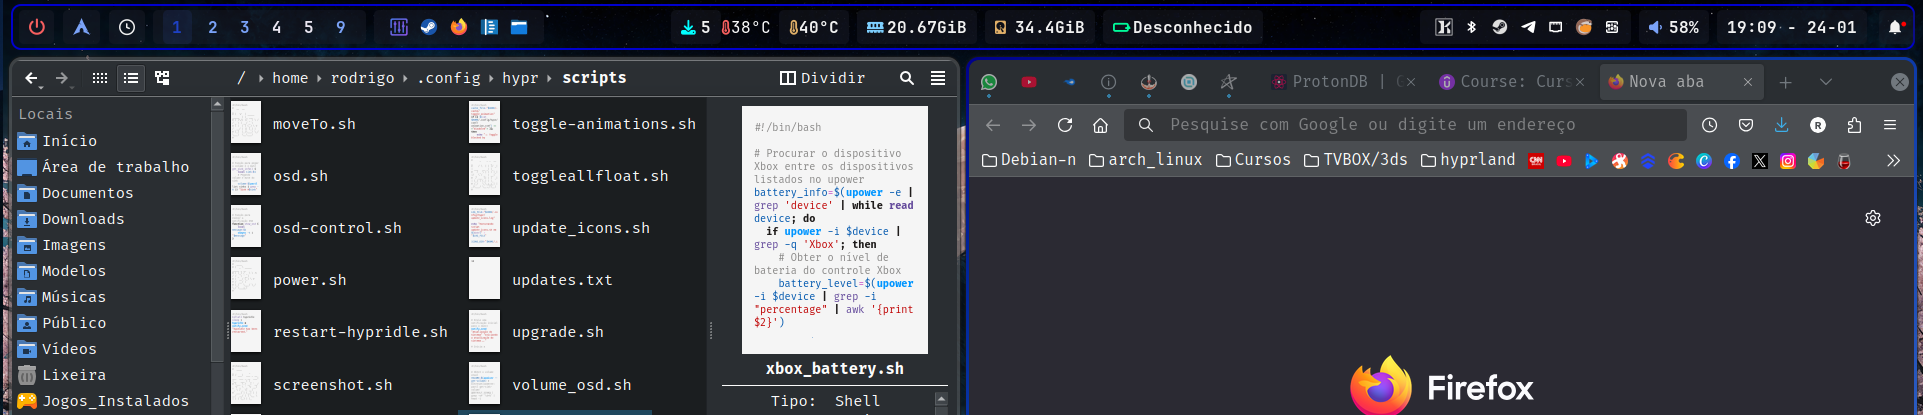 1 2 3 4 5 9 5 38°C 40°C 20.67GiB 34.4GiB Desconhecido 58% 19:09 - 24-01
/ › home › rodrigo › .config › hypr › scripts
Dividir
Locais
Início
Área de trabalho
Documentos
Downloads
Imagens
Modelos
Músicas
Público
Vídeos
Lixeira
Jogos_Instalados
moveTo.sh
toggle-animations.sh
osd.sh
toggleallfloat.sh
osd-control.sh
update_icons.sh
power.sh
updates.txt
restart-hypridle.sh
upgrade.sh
screenshot.sh
volume_osd.sh
#!/bin/bash
# Procurar o dispositivo
Xbox entre os dispositivos
listados no upower
battery_info=$(upower -e |
grep 'device' | while read
device; do
if upower -i $device |
grep -q 'Xbox'; then
# Obter o nível de
bateria do controle Xbox
battery_level=$(upower
-i $device | grep -i
"percentage" | awk '{print
$2}')
xbox_battery.sh
Tipo: Shell
ProtonDB |
Course: Curs
Nova aba
Pesquise com Google ou digite um endereço
R
Debian-n arch_linux Cursos TVBOX/3ds hyprland
CNN
Firefox